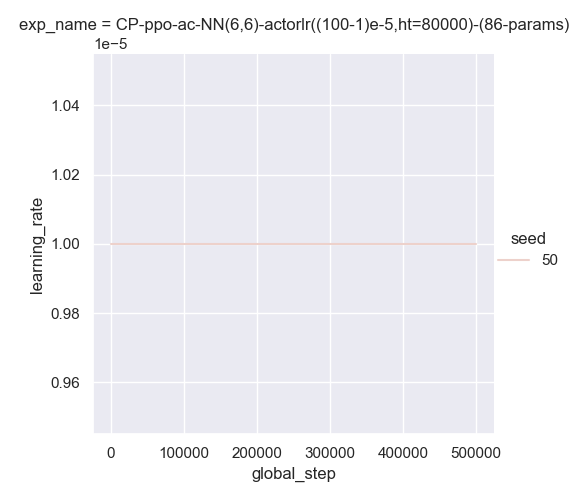 exp_name = CP-ppo-ac-NN(6,6)-actorlr((100-1)e-5,ht=80000)-(86-params)
1e−5
1.04
1.02
1.00
0.98
0.96
learning_rate
0
100000
200000
300000
400000
500000
global_step
seed
50